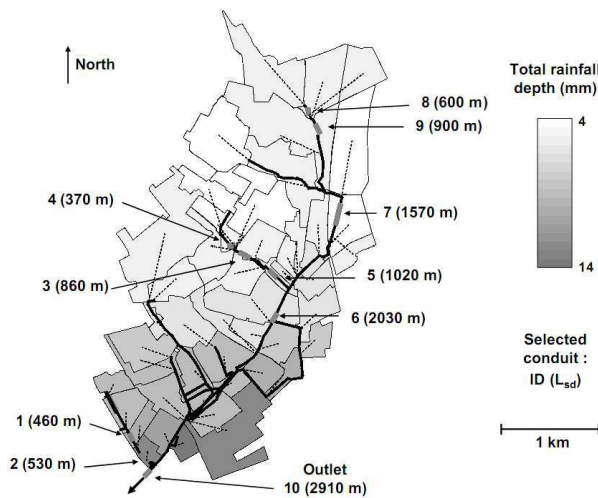 North
Total rainfall
depth (mm)
4
14
8 (600 m)
9 (900 m)
4 (370 m)
7 (1570 m)
3 (860 m)
5 (1020 m)
6 (2030 m)
Selected
conduit :
ID (Lsd)
1 (460 m)
2 (530 m)
Outlet
10 (2910 m)
1 km